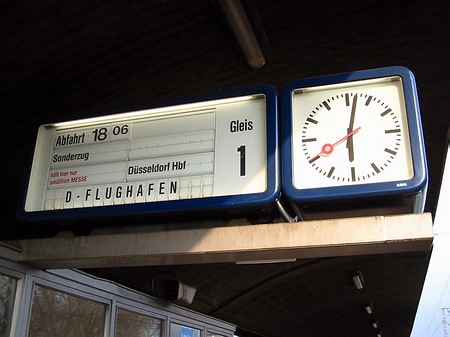 Abfahrt 18 06
Gleis
Sonderzug
1
hält hier nur
anläßlich MESSE
Düsseldorf Hbf
D-FLUGHAFEN